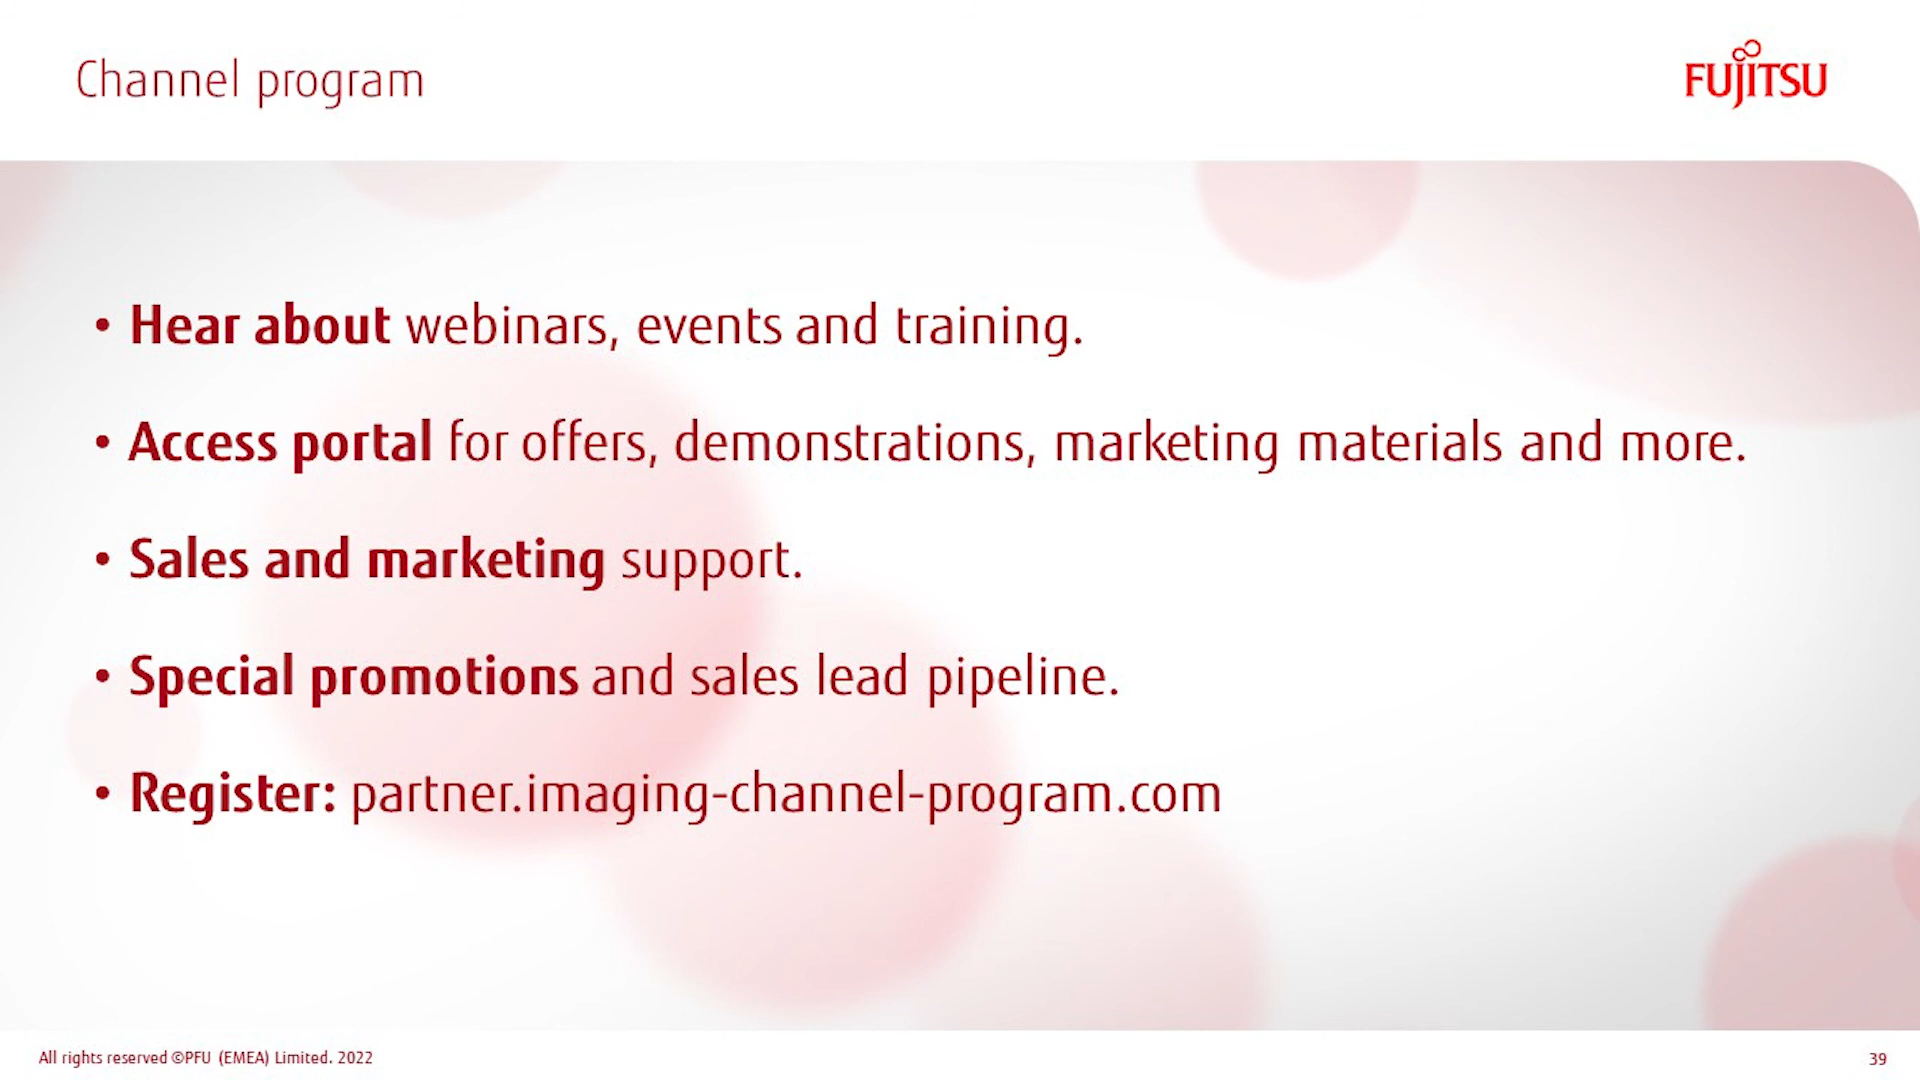 Channel program
FUJITSU
• Hear about webinars, events and training.
• Access portal for offers, demonstrations, marketing materials and more.
• Sales and marketing support.
• Special promotions and sales lead pipeline.
• Register: partner.imaging-channel-program.com
All rights reserved ©PFU (EMEA) Limited. 2022
39